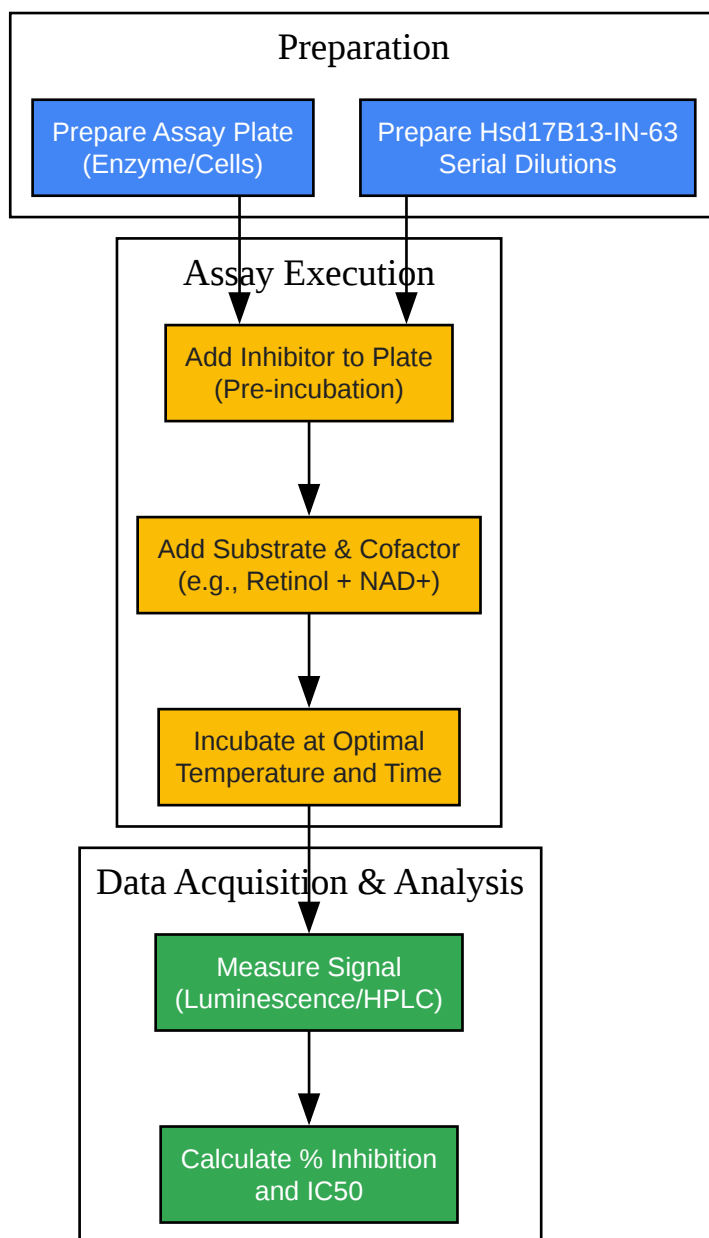 Preparation
Prepare Assay Plate
(Enzyme/Cells)
Prepare Hsd17B13-IN-63
Serial Dilutions
Assay Execution
Add Inhibitor to Plate
(Pre-incubation)
Add Substrate & Cofactor
(e.g., Retinol + NAD+)
Incubate at Optimal
Temperature and Time
Data Acquisition & Analysis
Measure Signal
(Luminescence/HPLC)
Calculate % Inhibition
and IC50